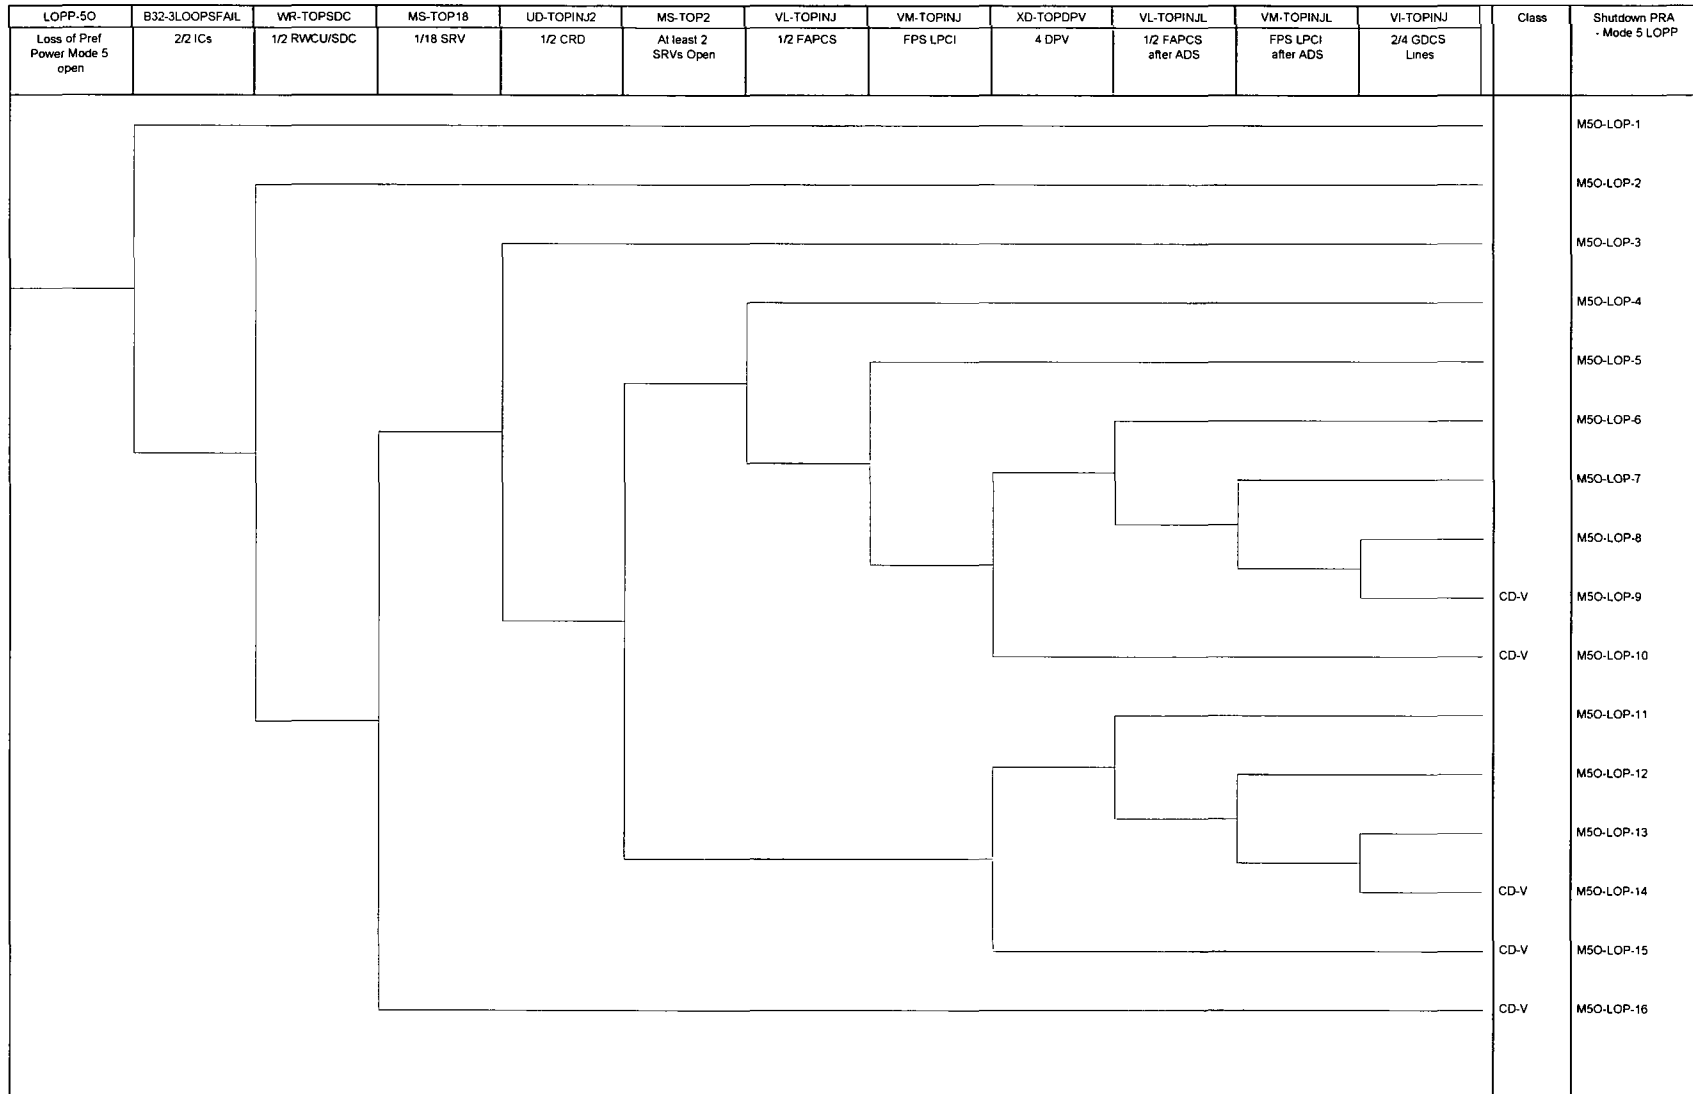 LOPP-5O B32-3LOOPSFAIL WR-TOPSDC MS-TOP18 UD-TOPINJ2 MS-TOP2 VL-TOPINJ VM-TOPINJ XD-TOPDPV VL-TOPINJL VM-TOPINJL VI-TOPINJ Class Shutdown PRA
Loss of Pref 2/2 ICs 1/2 RWCU/SDC 1/18 SRV 1/2 CRD At least 2 1/2 FAPCS FPS LPCI 4 DPV 1/2 FAPCS FPS LPCI 2/4 GDCS - Mode 5 LOPP
Power Mode 5 SRVs Open after ADS after ADS Lines
open
M5O-LOP-1
M5O-LOP-2
M5O-LOP-3
M5O-LOP-4
M5O-LOP-5
M5O-LOP-6
M5O-LOP-7
M5O-LOP-8
CD-V M5O-LOP-9
CD-V M5O-LOP-10
M5O-LOP-11
M5O-LOP-12
M5O-LOP-13
CD-V M5O-LOP-14
CD-V M5O-LOP-15
CD-V M5O-LOP-16